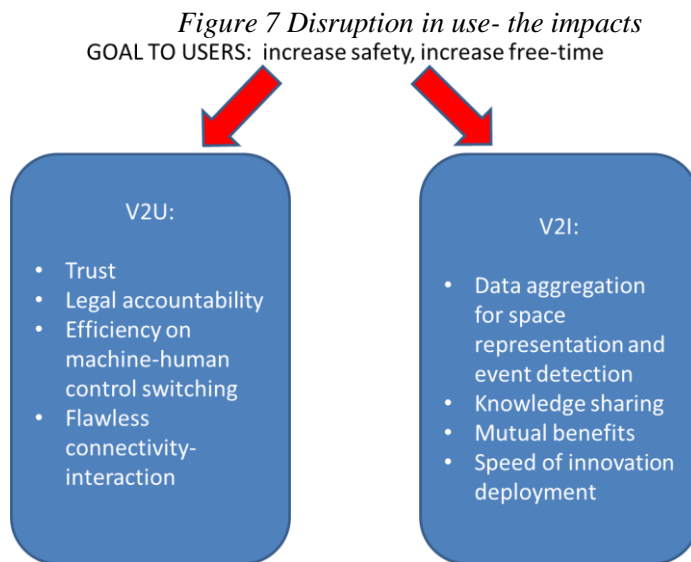 Figure 7 Disruption in use- the impacts
GOAL TO USERS: increase safety, increase free-time
V2U:
• Trust
• Legal accountability
• Efficiency on
machine-human
control switching
• Flawless
connectivity-
interaction
V2I:
• Data aggregation
for space
representation and
event detection
• Knowledge sharing
• Mutual benefits
• Speed of innovation
deployment